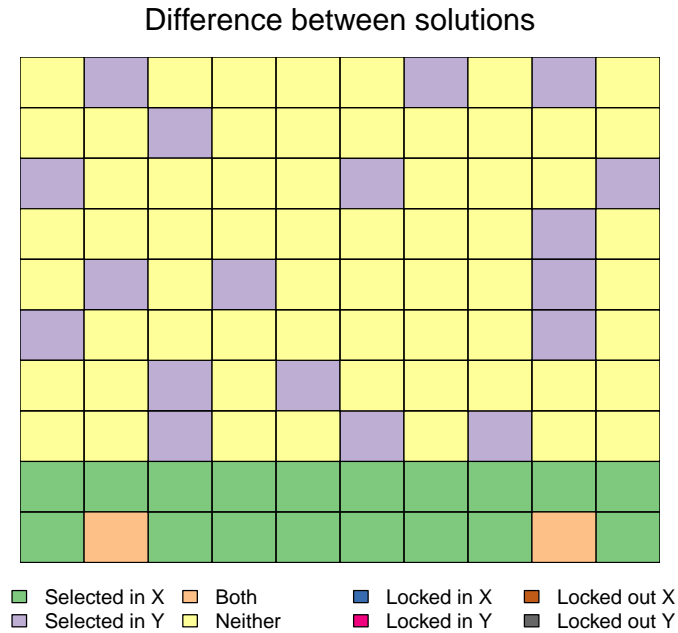 Difference between solutions
Selected in X Both Locked in X Locked out X
Selected in Y Neither Locked in Y Locked out Y